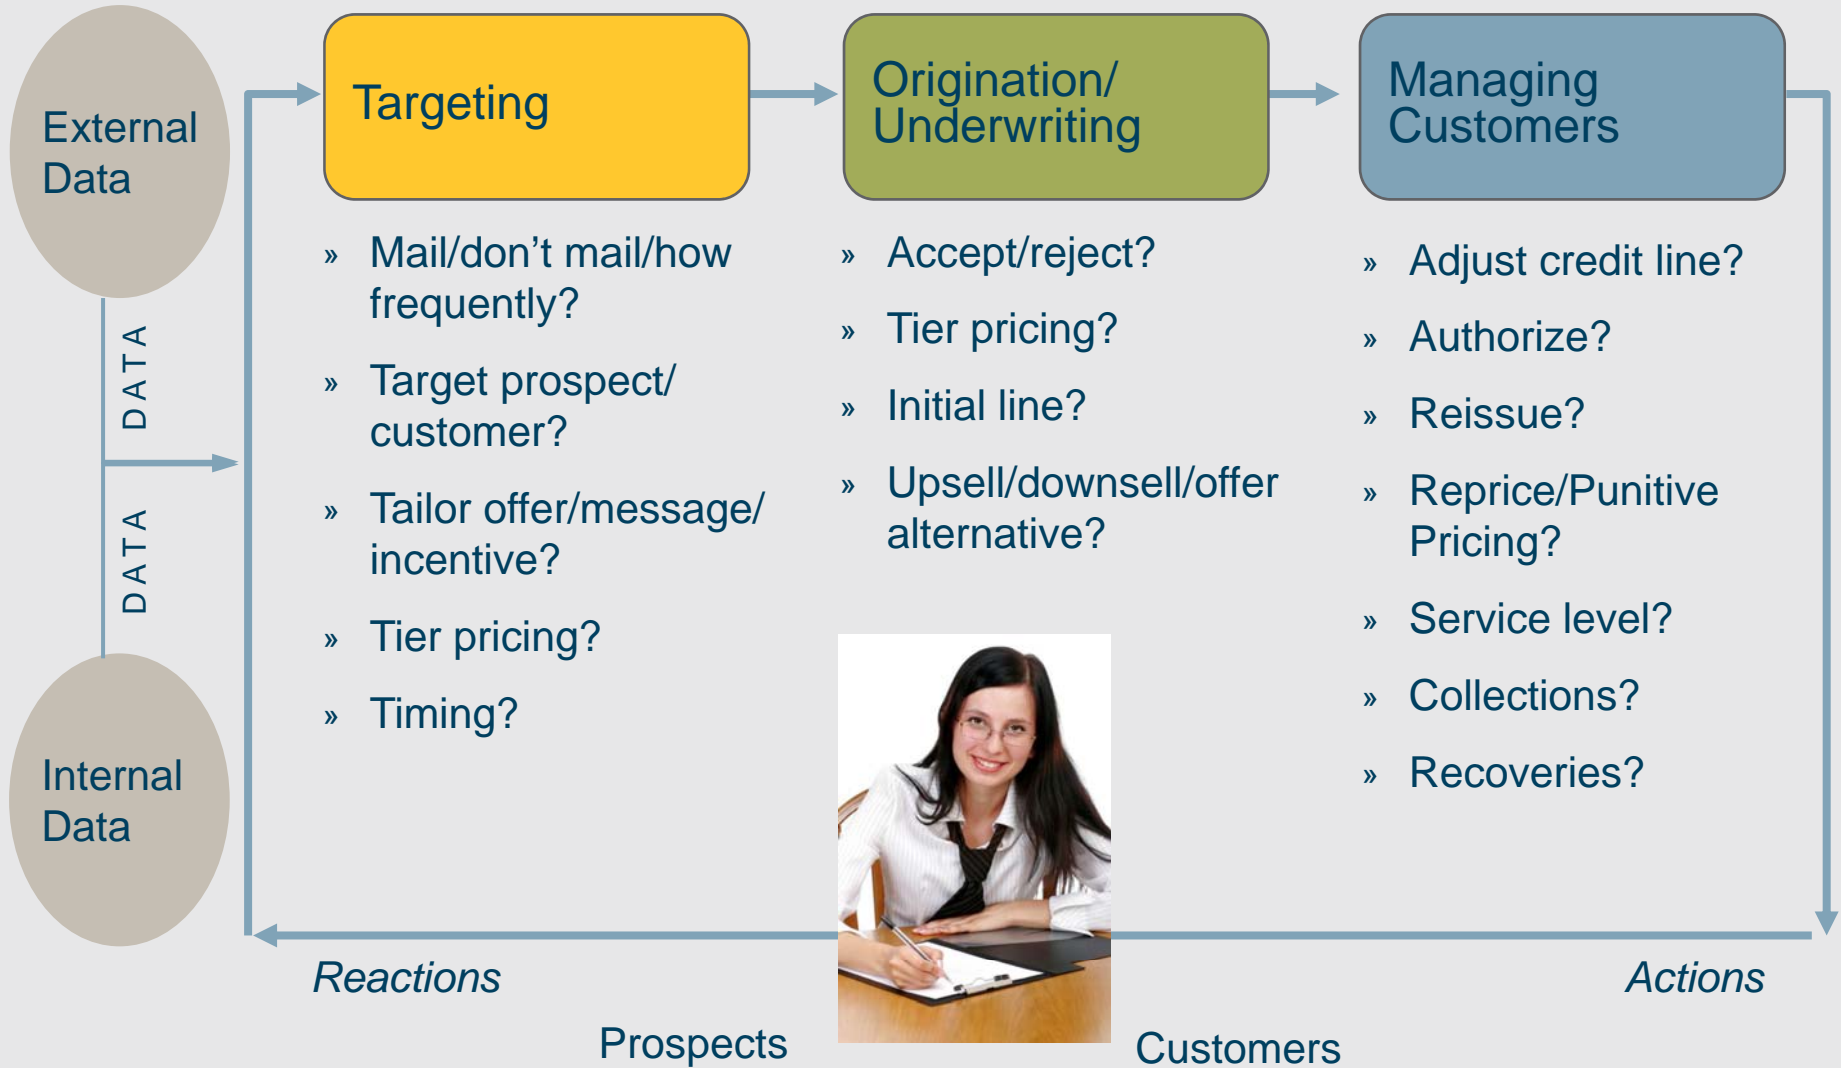 External
Data
DATA
DATA
Internal
Data
Targeting
» Mail/don’t mail/how
frequently?
» Target prospect/
customer?
» Tailor offer/message/
incentive?
» Tier pricing?
» Timing?
Origination/
Underwriting
» Accept/reject?
» Tier pricing?
» Initial line?
» Upsell/downsell/offer
alternative?
Managing
Customers
» Adjust credit line?
» Authorize?
» Reissue?
» Reprice/Punitive
Pricing?
» Service level?
» Collections?
» Recoveries?
Reactions
Actions
Prospects
Customers